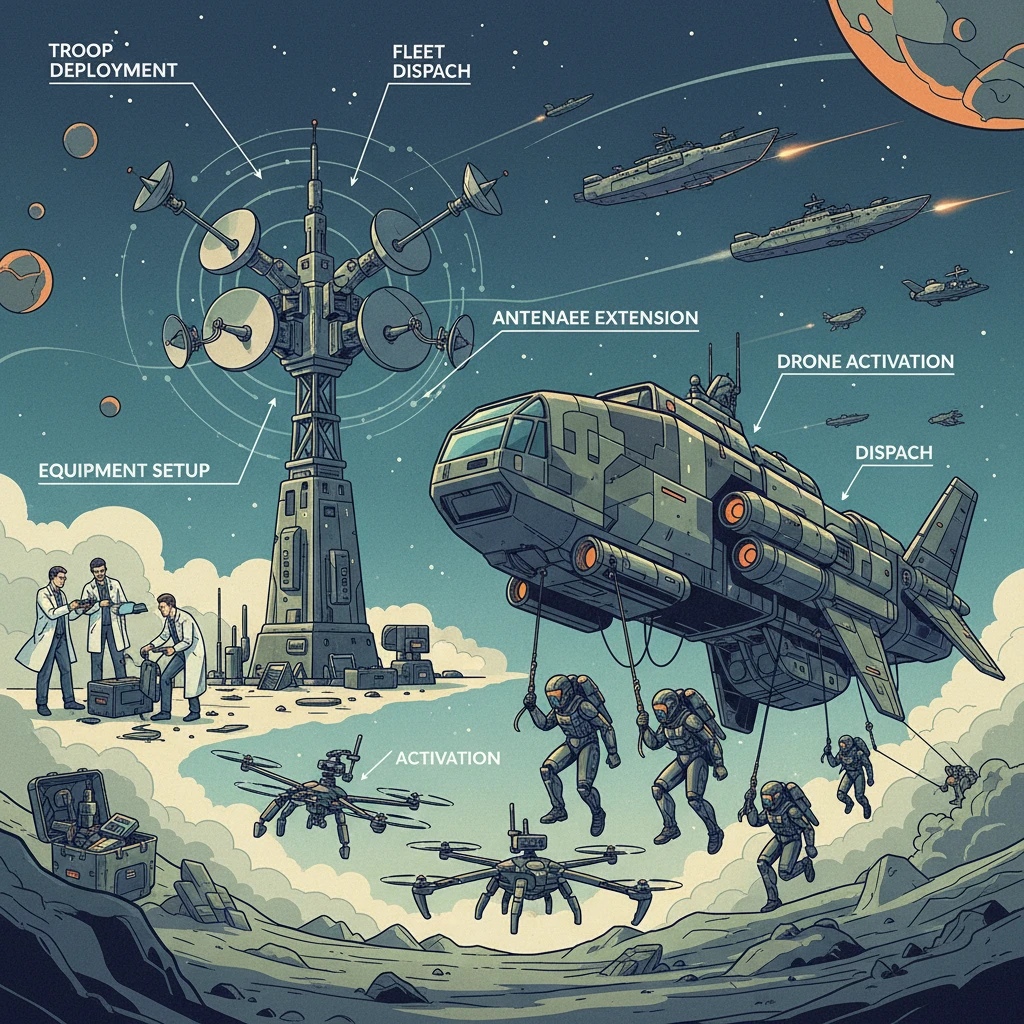 TROOP
DEPLOYMENT
FLEET
DISPACH
ANTENAEE EXTENSION
DRONE ACTIVATION
DISPACH
EQUIPMENT SETUP
ACTIVATION